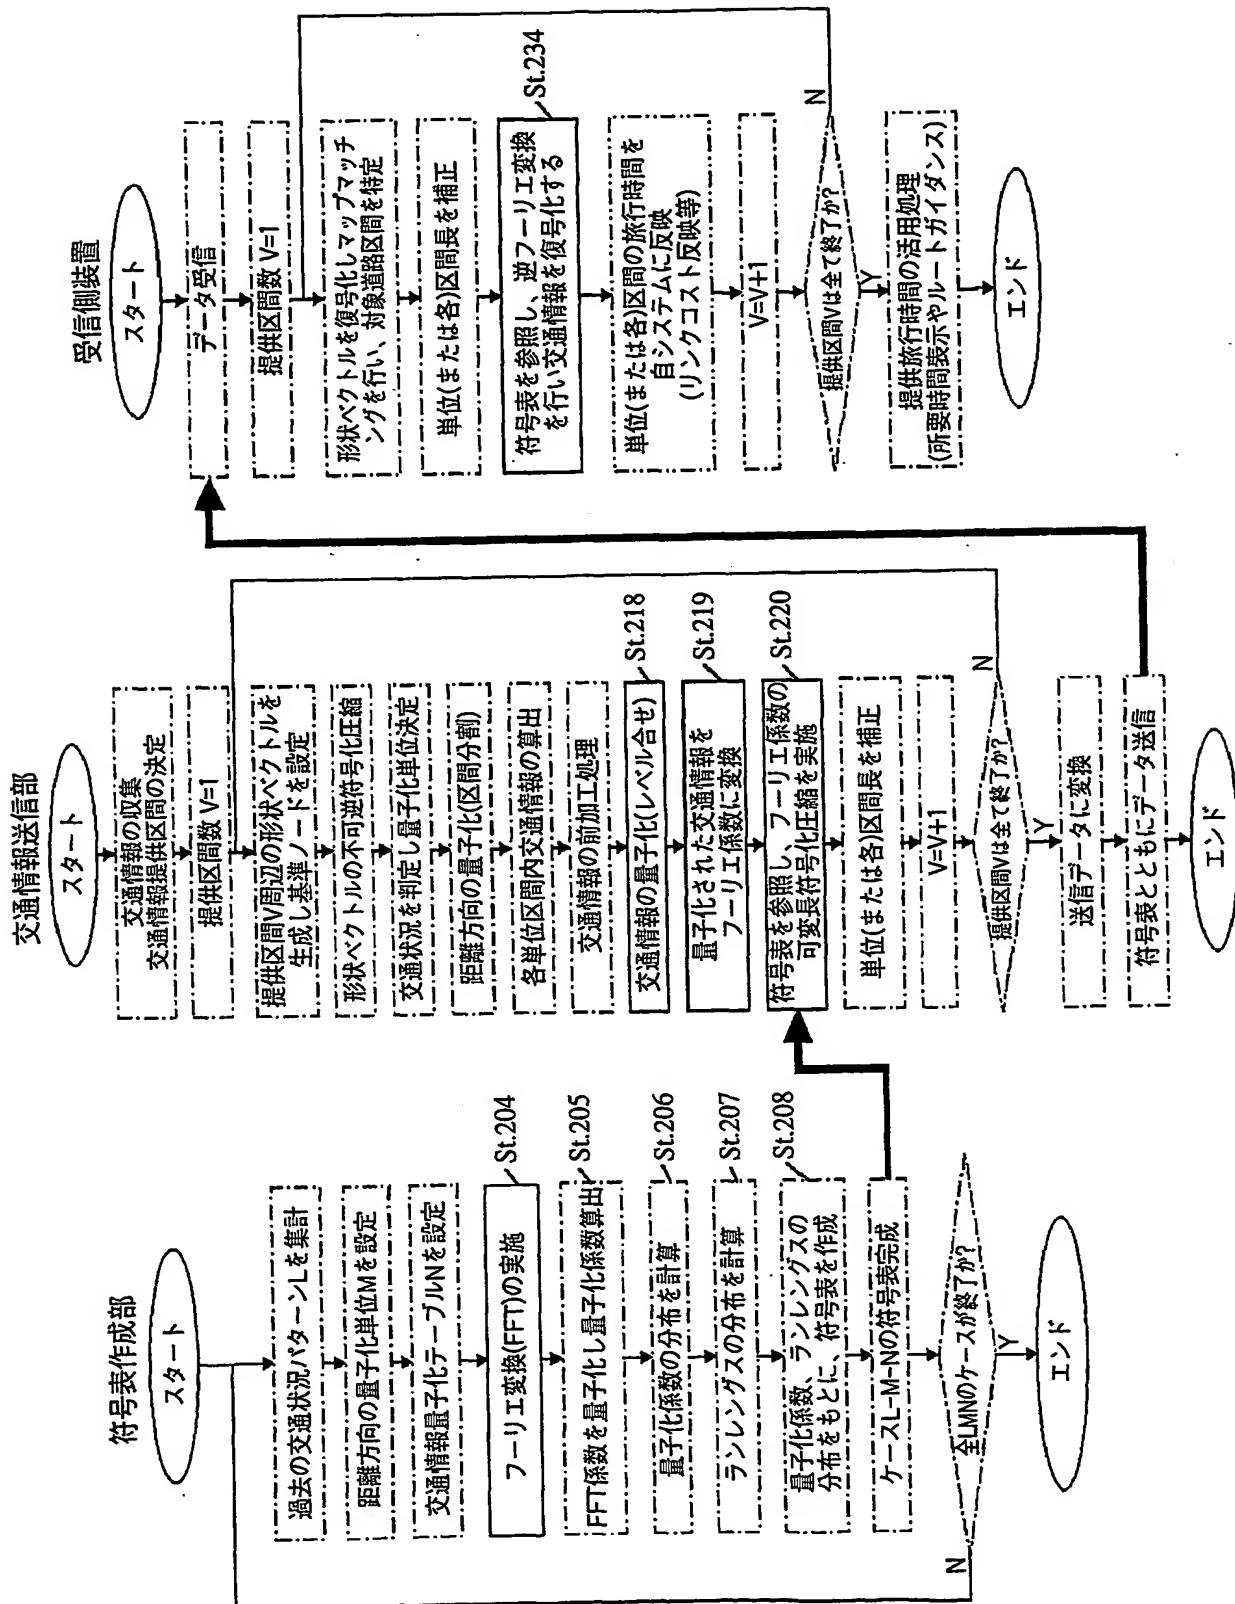 符号表作成部
スタート
過去の交通状況パターンLを集計
距離方向の量子化単位Mを設定
交通情報量子化テーブルNを設定
フーリエ変換(FFT)の実施
St.204
FFT係数を量子化し量子化係数算出
St.205
量子化係数の分布を計算
St.206
ランレングスの分布を計算
St.207
量子化係数、ランレングスの
分布をもとに、符号表を作成
St.208
ケースL-M-Nの符号表完成
全LMNのケースが終了か?
N
Y
エンド
交通情報送信部
スタート
交通情報の収集
交通情報提供区間の決定
提供区間数 V=1
提供区間V周辺の形状ベクトルを
生成し基準ノードを設定
形状ベクトルの不可逆符号化圧縮
交通状況を判定し量子化単位決定
距離方向の量子化(区間分割)
各単位区間内交通情報の算出
交通情報の前加工処理
交通情報の量子化(レベル合せ)
St.218
量子化された交通情報を
フーリエ係数に変換
St.219
符号表を参照し、フーリエ係数の
可変長符号化圧縮を実施
St.220
単位(または各)区間長を補正
V=V+1
提供区間Vは全て終了か?
N
Y
送信データに変換
符号表とともにデータ送信
エンド
受信側装置
スタート
データ受信
提供区間数 V=1
形状ベクトルを復号化しマップマッチ
ングを行い、対象道路区間を特定
単位(または各)区間長を補正
符号表を参照し、逆フーリエ変換
を行い交通情報を復号化する
St.234
単位(または各)区間の旅行時間を
自システムに反映
(リンクコスト反映等)
V=V+1
提供区間Vは全て終了か?
N
Y
提供旅行時間の活用処理
(所要時間表示やルートガイダンス)
エンド